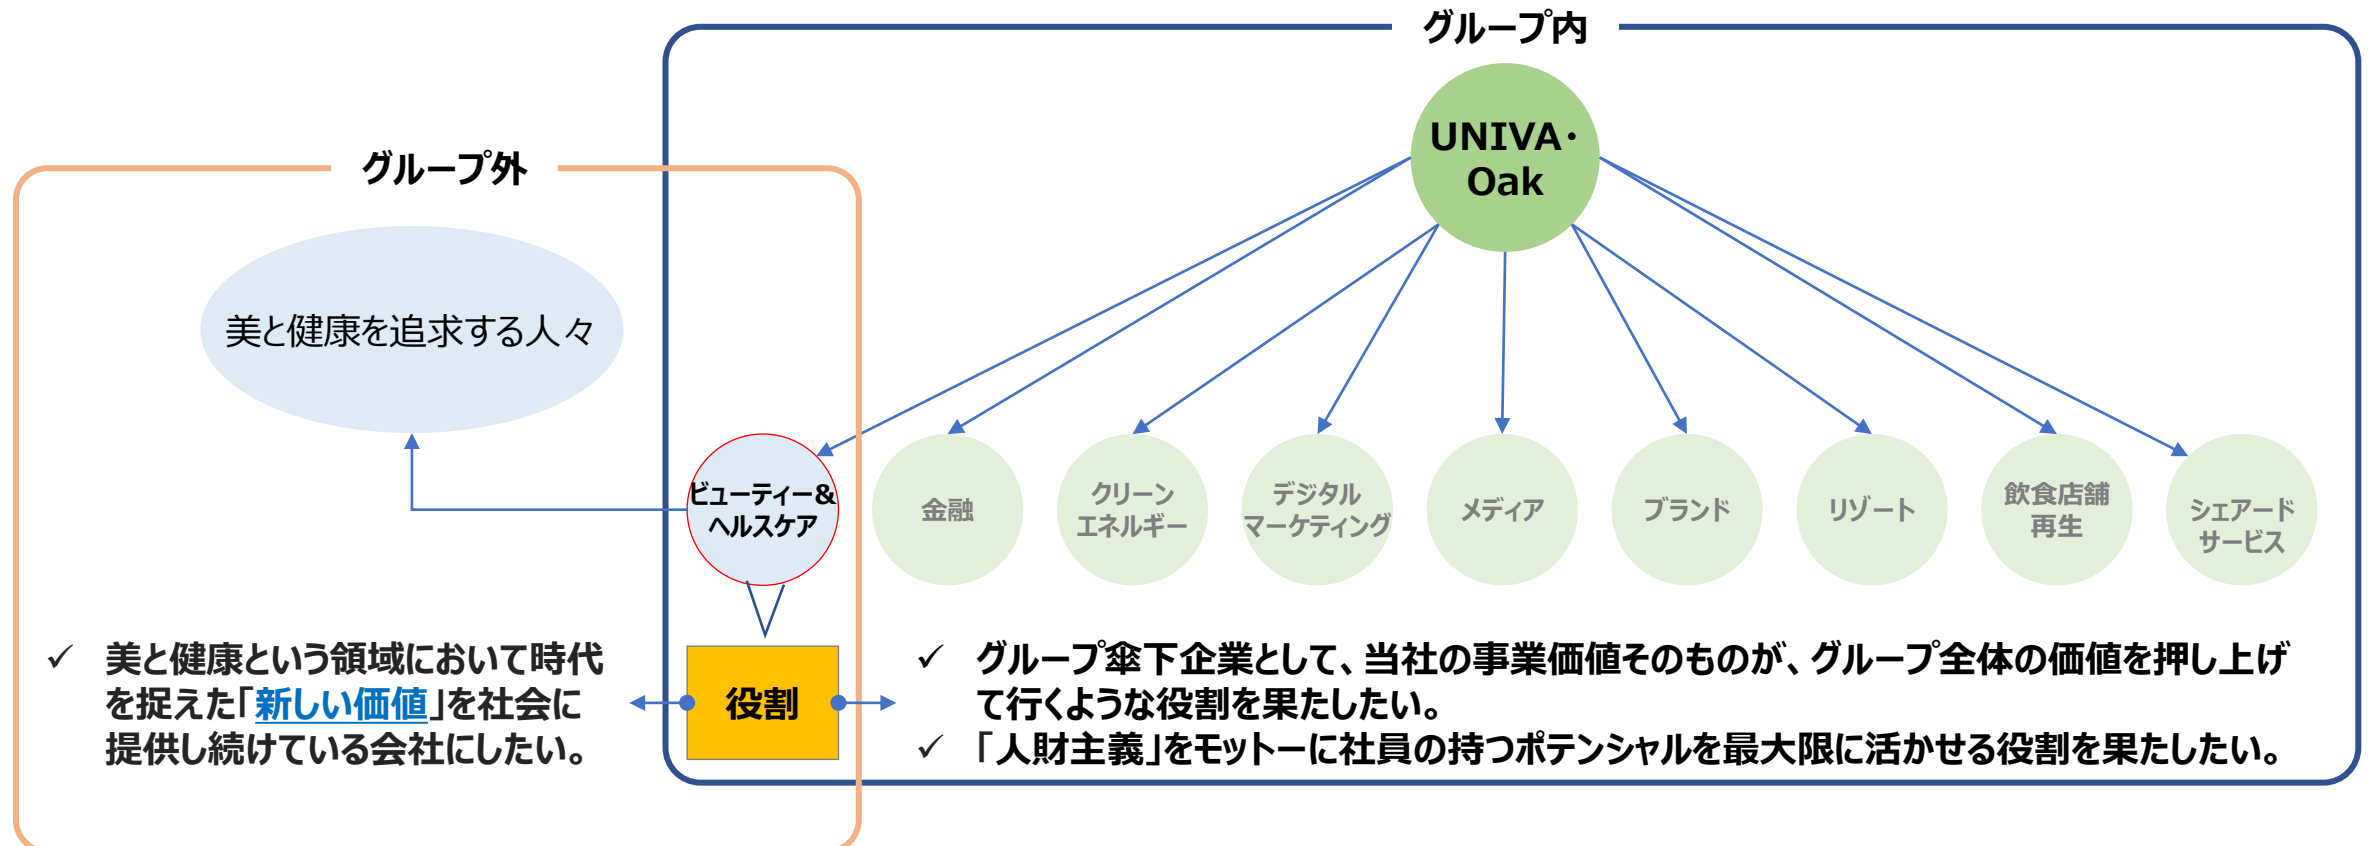 グループ内
UNIVA・
Oak
グループ外
美と健康を追求する人々
ビューティー&
ヘルスケア
金融
クリーン
エネルギー
デジタル
マーケティング
メディア
ブランド
リゾート
飲食店舗
再生
シェアード
サービス
✓ 美と健康という領域において時代
を捉えた「新しい価値」を社会に
提供し続けている会社にしたい。
役割
✓ グループ傘下企業として、当社の事業価値そのものが、グループ全体の価値を押し上げ
て行くような役割を果たしたい。
✓ 「人財主義」をモットーに社員の持つポテンシャルを最大限に活かせる役割を果たしたい。